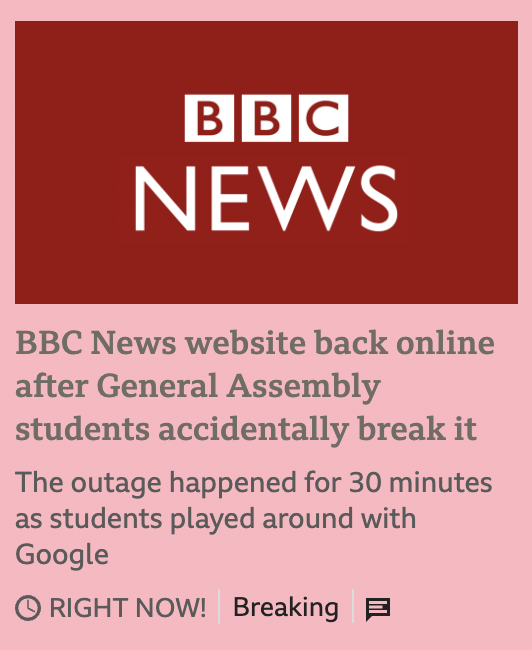 BBC
NEWS
BBC News website back online
after General Assembly
students accidentally break it
The outage happened for 30 minutes
as students played around with
Google
RIGHT NOW! Breaking